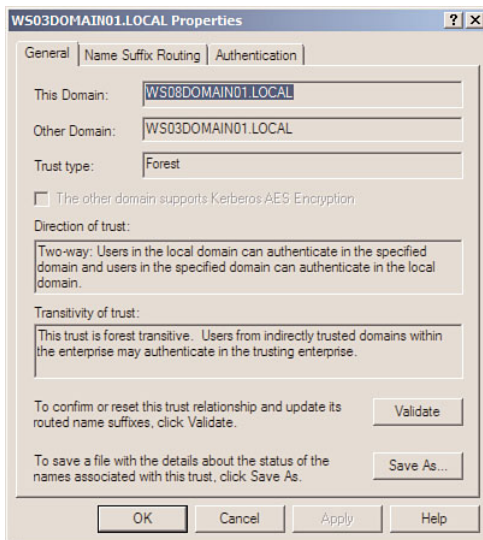 WS03DOMAIN01.LOCAL Properties
? X
General Name Suffix Routing Authentication
This Domain: WS08DOMAIN01.LOCAL
Other Domain: WS03DOMAIN01.LOCAL
Trust type: Forest
The other domain supports Kerberos AES Encryption
Direction of trust:
Two-way: Users in the local domain can authenticate in the specified
domain and users in the specified domain can authenticate in the local
domain.
Transitivity of trust:
This trust is forest transitive. Users from indirectly trusted domains within
the enterprise may authenticate in the trusting enterprise.
To confirm or reset this trust relationship and update its
routed name suffixes, click Validate.
Validate
To save a file with the details about the status of the
names associated with this trust, click Save As.
Save As...
OK Cancel Apply Help